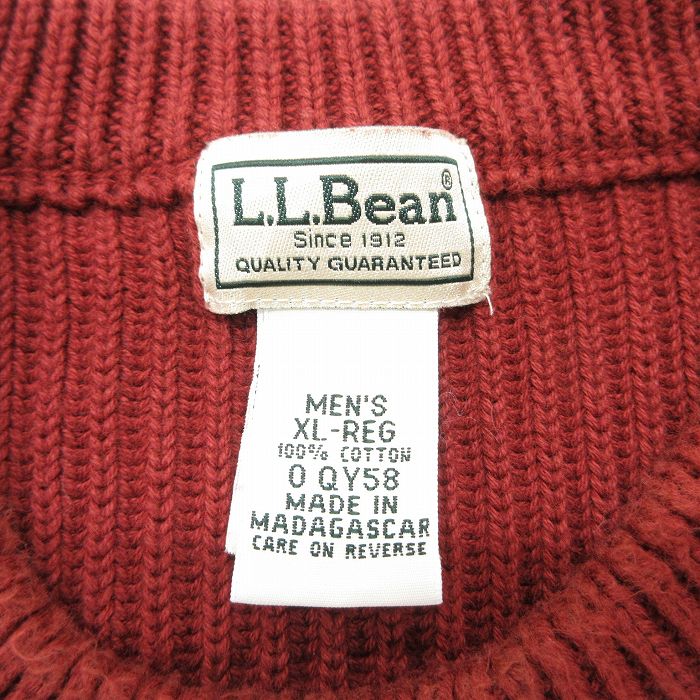 L.L.Bean®
Since 1912
QUALITY GUARANTEED
MEN'S
XL-REG
100% COTTON
0 QY58
MADE IN
MADAGASCAR
CARE ON REVERSE